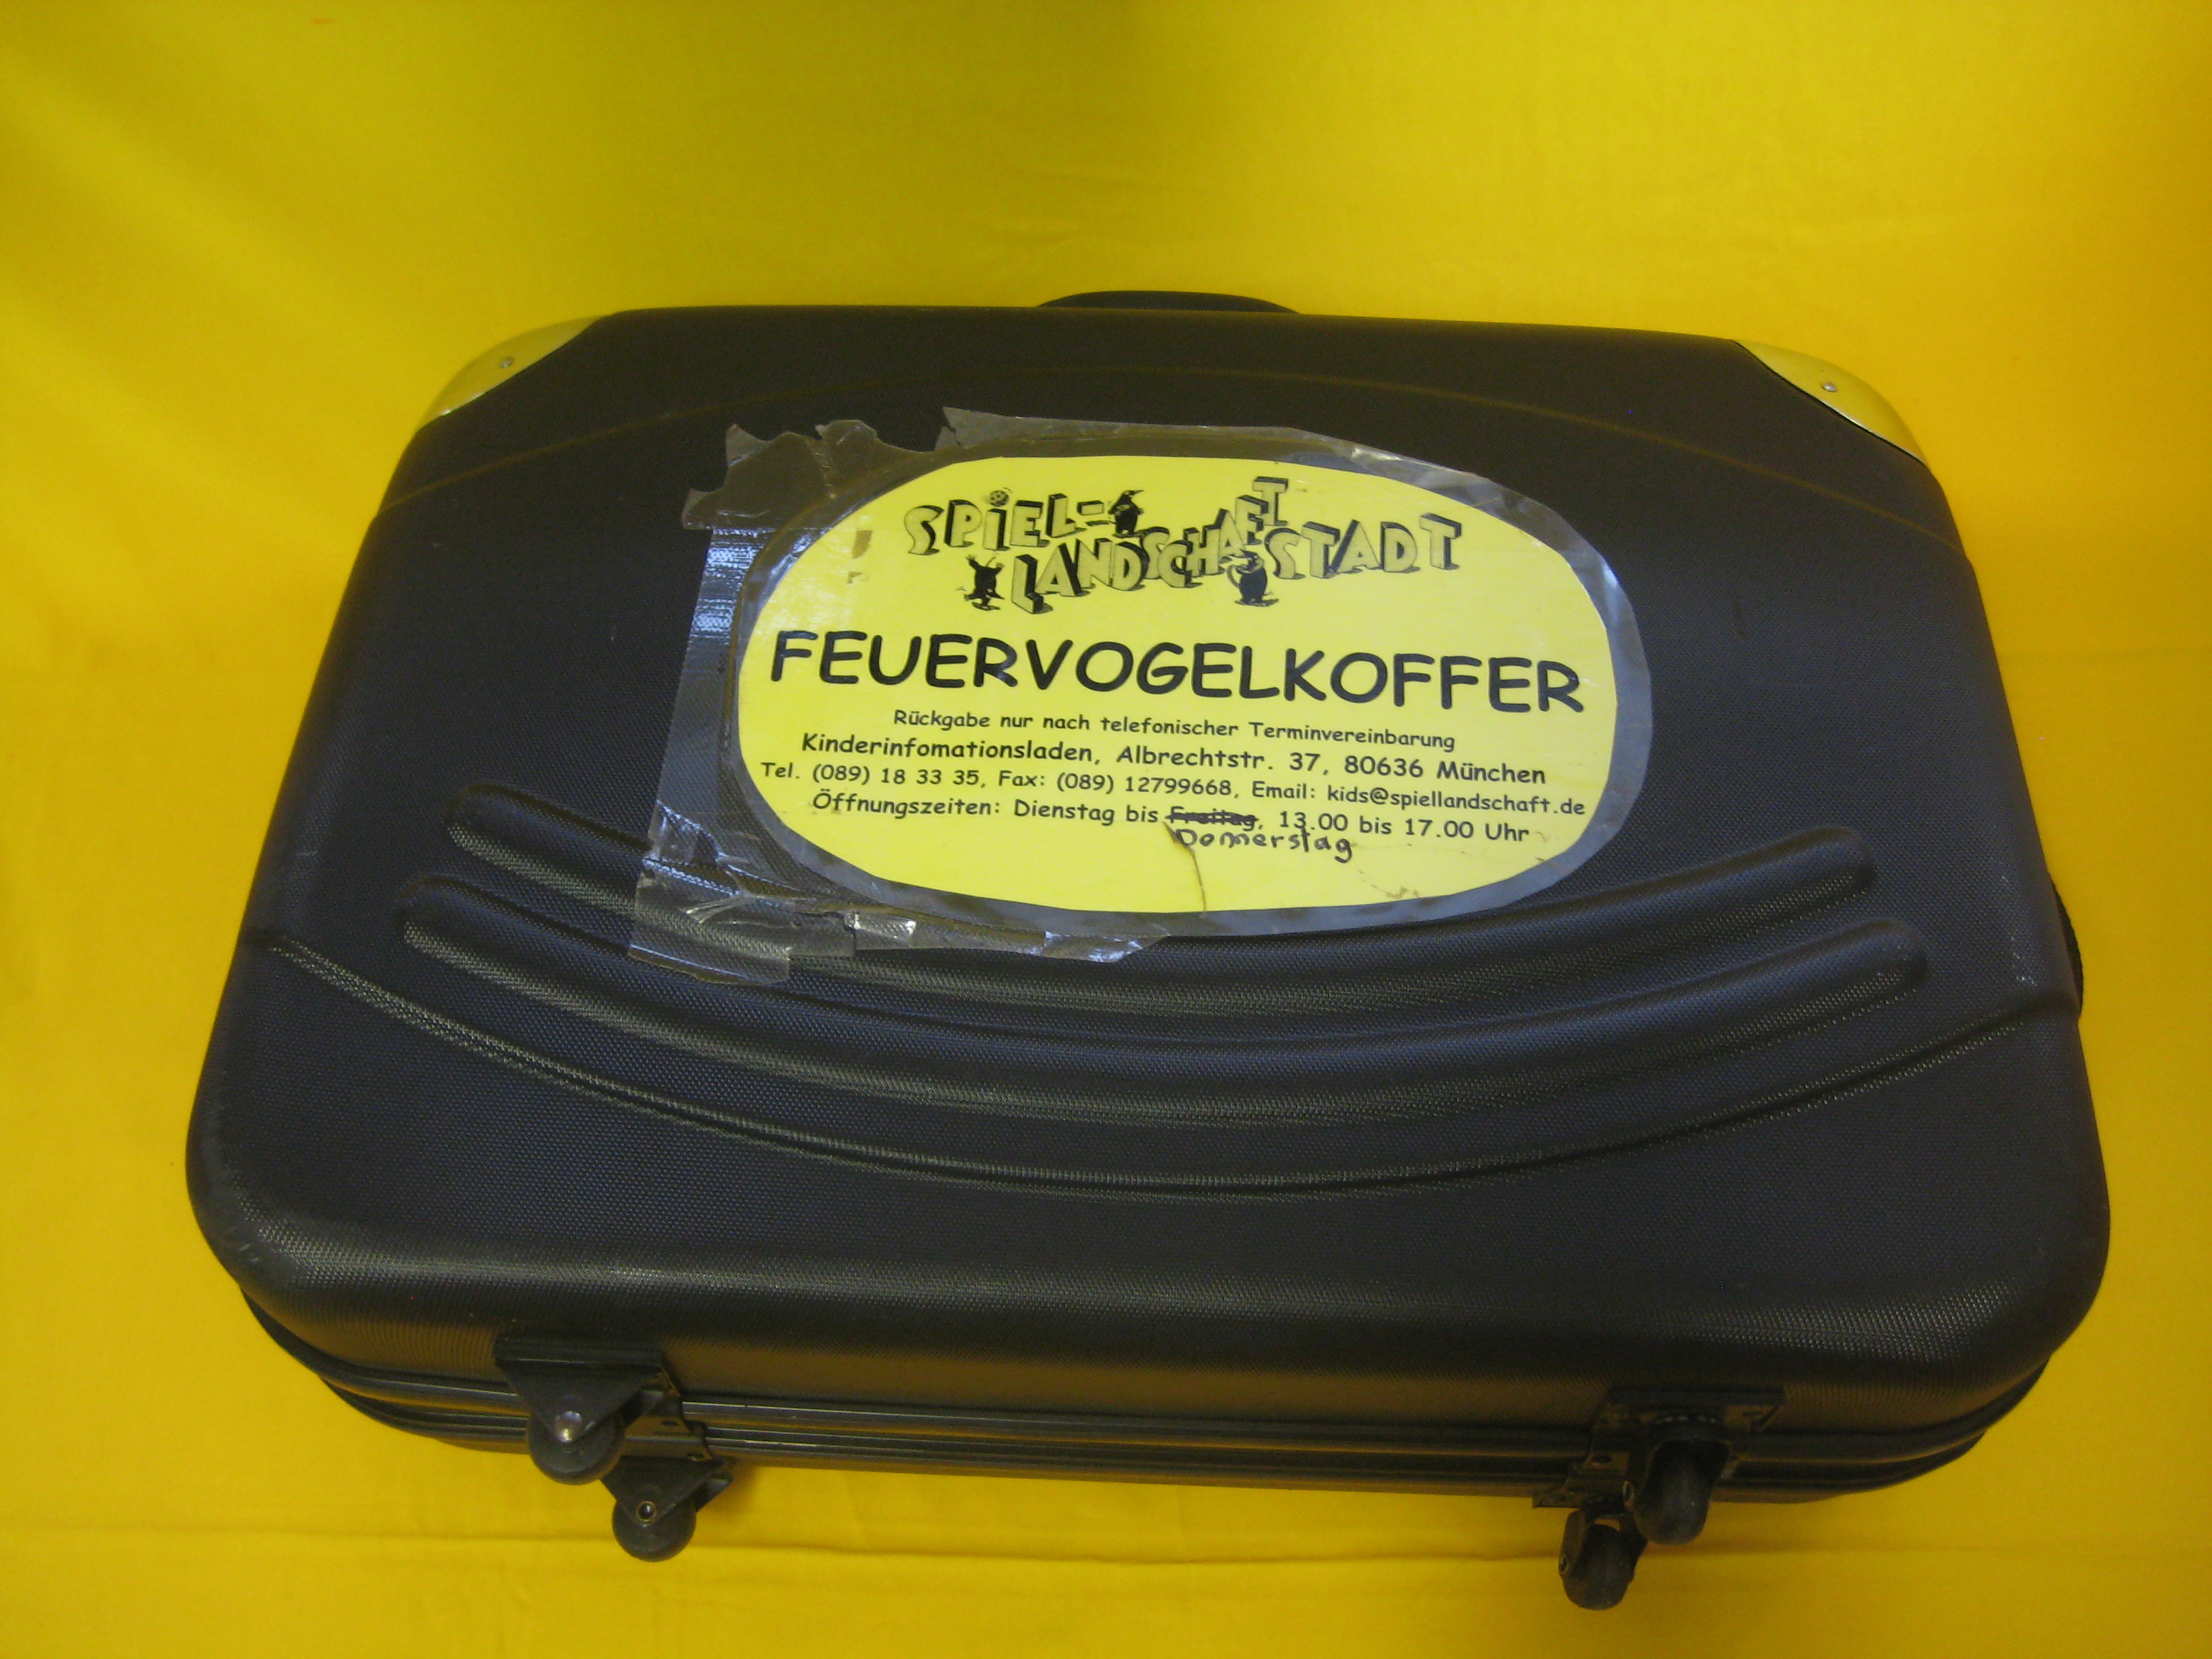 SPIEL-
LANDSCHAFT STADT
FEUERVOGELKOFFER
Rückgabe nur nach telefonischer Terminvereinbarung
Kinderinfomationsladen, Albrechtstr. 37, 80636 München
Tel. (089) 18 33 35, Fax: (089) 12799668, Email: kids@spiellandschaft.de
Öffnungszeiten: Dienstag bis Freitag, 13.00 bis 17.00 Uhr
Donnerstag